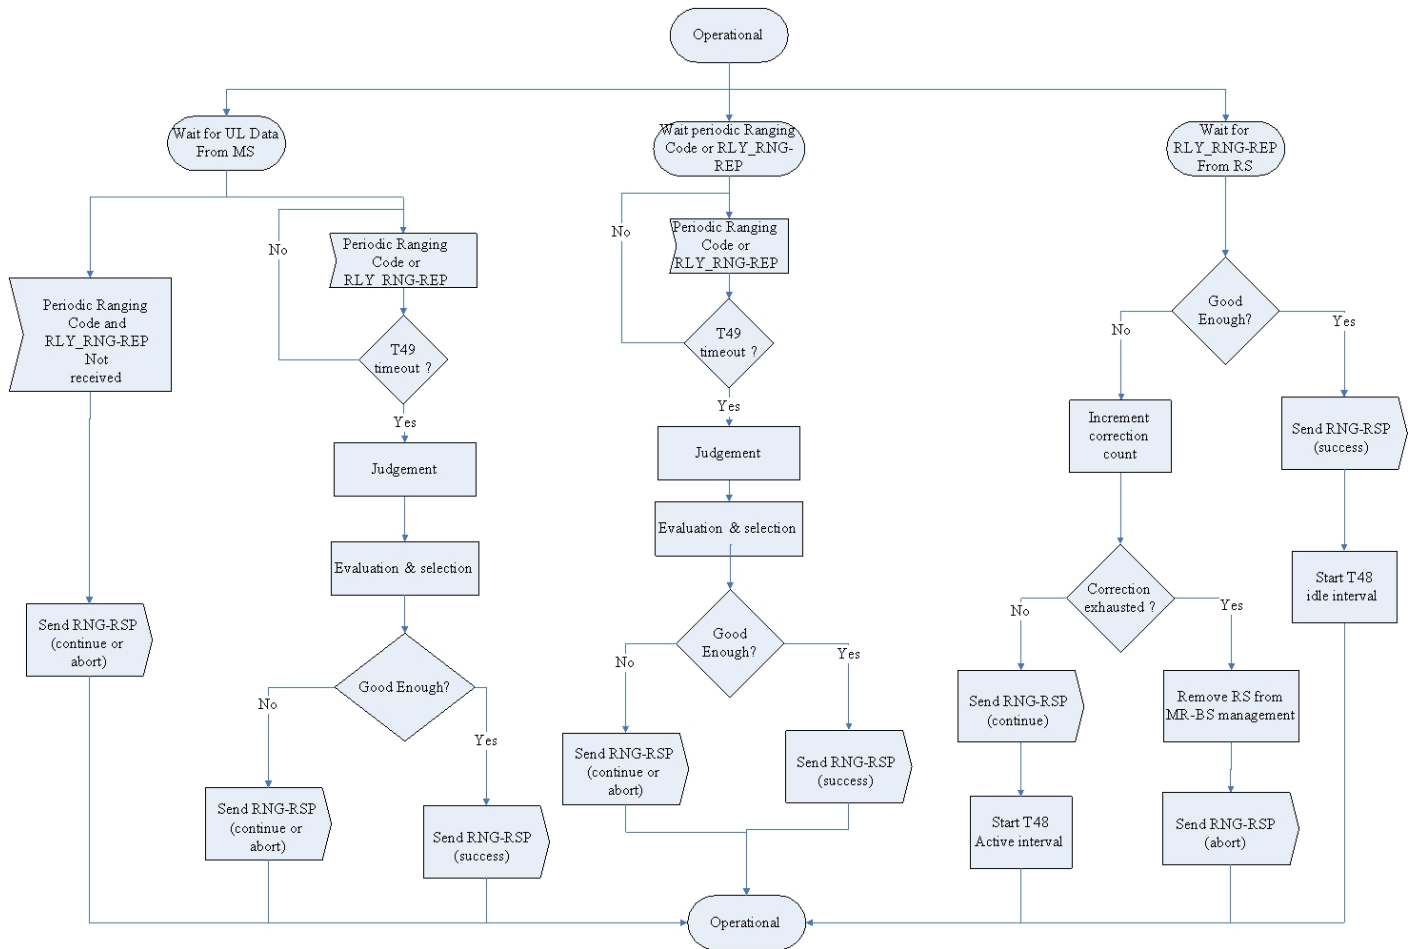 Operational
Wait for UL Data
From MS
Wait periodic Ranging
Code or RLY_RNG-
REP
Wait for
RLY_RNG-REP
From RS
No
Periodic Ranging
Code or
RLY_RNG-REP
No
Periodic Ranging
Code or
RLY_RNG-REP
Periodic Ranging
Code and
RLY_RNG-REP
Not
received
T49
timeout ?
T49
timeout ?
Good
Enough?
No
Yes
Yes
Yes
Increment
correction
count
Send RNG-RSP
(success)
Judgement
Judgement
Evaluation & selection
Evaluation & selection
Correction
exhausted ?
Start T48
idle interval
No
Yes
Send RNG-RSP
(continue or
abort)
Good
Enough?
No
Yes
Good Enough?
No
Yes
Send RNG-RSP
(continue)
Remove RS from
MR-BS management
Send RNG-RSP
(continue or
abort)
Send RNG-RSP
(success)
Send RNG-RSP
(continue or
abort)
Send RNG-RSP
(success)
Start T48
Active interval
Send RNG-RSP
(abort)
Operational